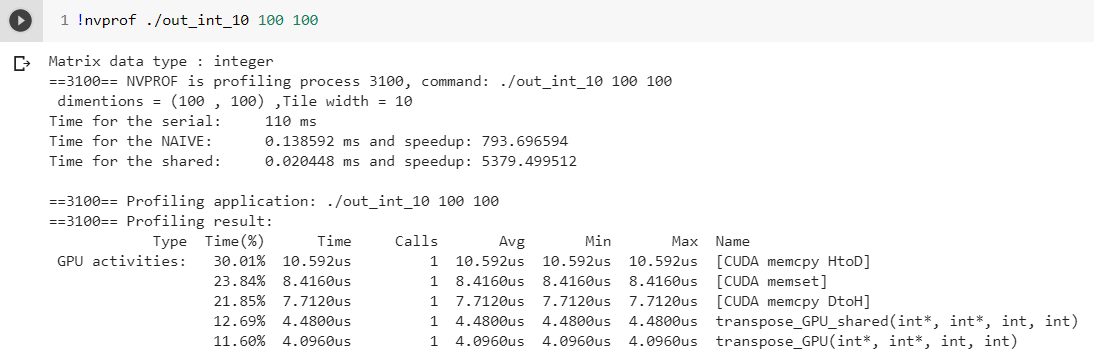 1 !nvprof ./out_int_10 100 100
Matrix data type : integer
==3100== NVPROF is profiling process 3100, command: ./out_int_10 100 100
 dimentions = (100 , 100) ,Tile width = 10
Time for the serial:     110 ms
Time for the NAIVE:      0.138592 ms and speedup: 793.696594
Time for the shared:     0.020448 ms and speedup: 5379.499512
==3100== Profiling application: ./out_int_10 100 100
==3100== Profiling result:
            Type  Time(%)      Time     Calls       Avg       Min       Max  Name
 GPU activities:   30.01%  10.592us         1  10.592us  10.592us  10.592us  [CUDA memcpy HtoD]
                   23.84%  8.4160us         1  8.4160us  8.4160us  8.4160us  [CUDA memset]
                   21.85%  7.7120us         1  7.7120us  7.7120us  7.7120us  [CUDA memcpy DtoH]
                   12.69%  4.4800us         1  4.4800us  4.4800us  4.4800us  transpose_GPU_shared(int*, int*, int, int)
                   11.60%  4.0960us         1  4.0960us  4.0960us  4.0960us  transpose_GPU(int*, int*, int, int)